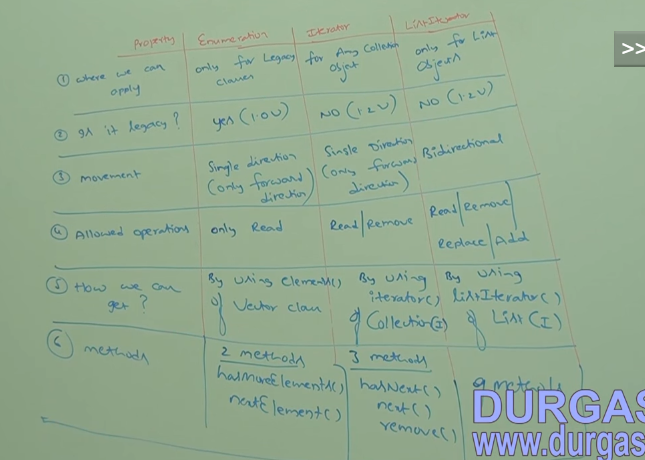 Property Enumeration Iterator ListIterator
① where we can apply
only for Legacy classes
for Any Collection Object
only for List Objects
② Is it legacy?
yes (1.0V)
NO (1.2V)
NO (1.2V)
③ movement
Single direction (only forward direction)
Single Direction (only forward direction)
Bidirectional
④ Allowed operations
only Read
Read/Remove
Read/Remove/
Replace/Add
⑤ How we can get?
By using elements() of Vector class
By using iterator() of Collection(I)
By using listIterator() of List(I)
⑥ methods
2 methods
hasMoreElements()
nextElement()
3 methods
hasNext()
next()
remove()
9 methods
>>
DURGAS
www.durgas